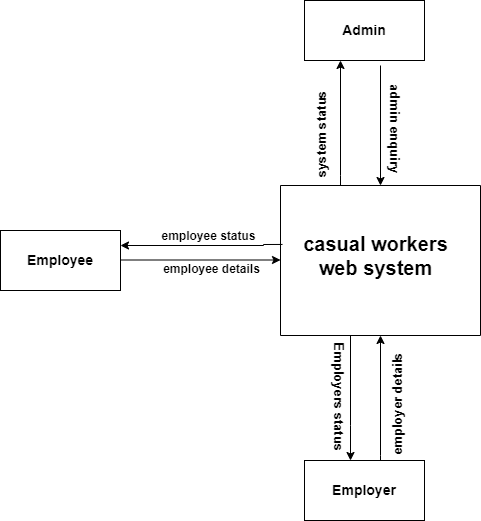 Admin
system status
admin enquiry
employee status
casual workers
web system
Employee
employee details
Employers status
employer details
Employer